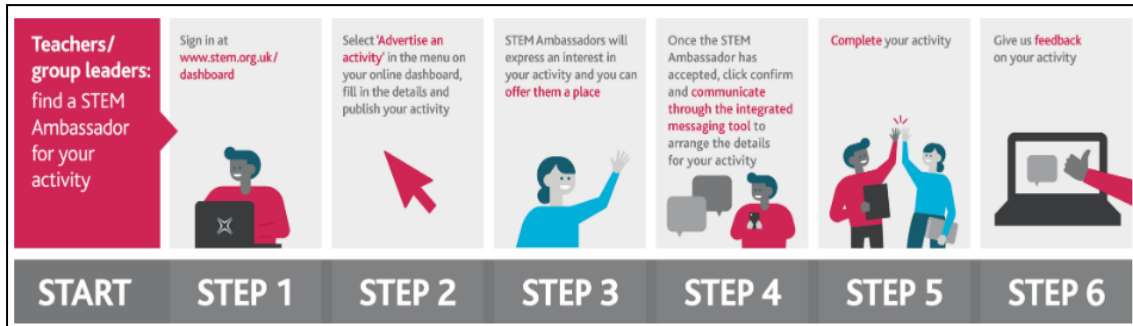 Teachers/
group leaders:
find a STEM
Ambassador
for your
activity
Sign in at
www.stem.org.uk/
dashboard
Select 'Advertise an
activity' in the menu on
your online dashboard,
fill in the details and
publish your activity
STEM Ambassadors will
express an interest in
your activity and you can
offer them a place
Once the STEM
Ambassador has
accepted, click confirm
and communicate
through the integrated
messaging tool to
arrange the details
for your activity
Complete your activity
Give us feedback
on your activity
START
STEP 1
STEP 2
STEP 3
STEP 4
STEP 5
STEP 6